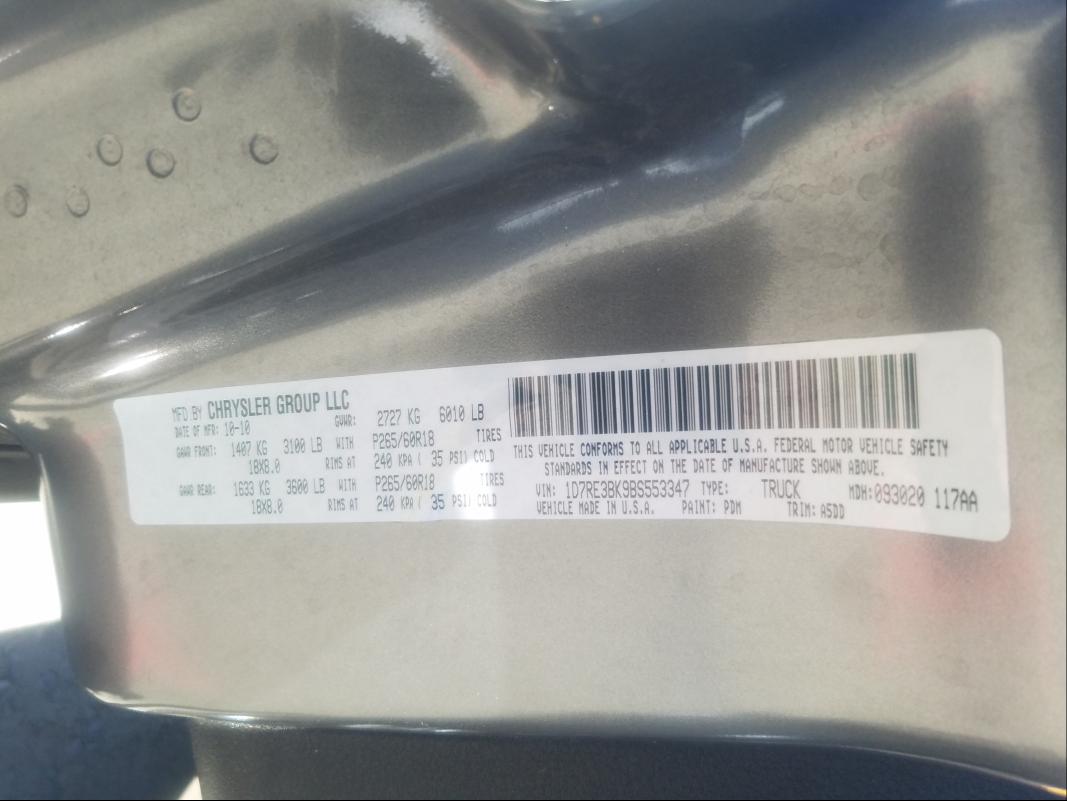 MFD BY CHRYSLER GROUP LLC
DATE OF MFR: 10-10 GVWR: 2727 KG 6010 LB
GAWR FRONT: 1407 KG 3100 LB WITH P265/60R18 TIRES
18X8.0 RIMS AT 240 KPA ( 35 PSI) COLD
GAWR REAR: 1633 KG 3600 LB WITH P265/60R18 TIRES
18X8.0 RIMS AT 240 KPA ( 35 PSI) COLD
THIS VEHICLE CONFORMS TO ALL APPLICABLE U.S.A. FEDERAL MOTOR VEHICLE SAFETY
STANDARDS IN EFFECT ON THE DATE OF MANUFACTURE SHOWN ABOVE.
VIN: 1D7RE3BK9BS553347 TYPE: TRUCK MDH:093020 117AA
VEHICLE MADE IN U.S.A. PAINT: PDM TRIM: A5DD